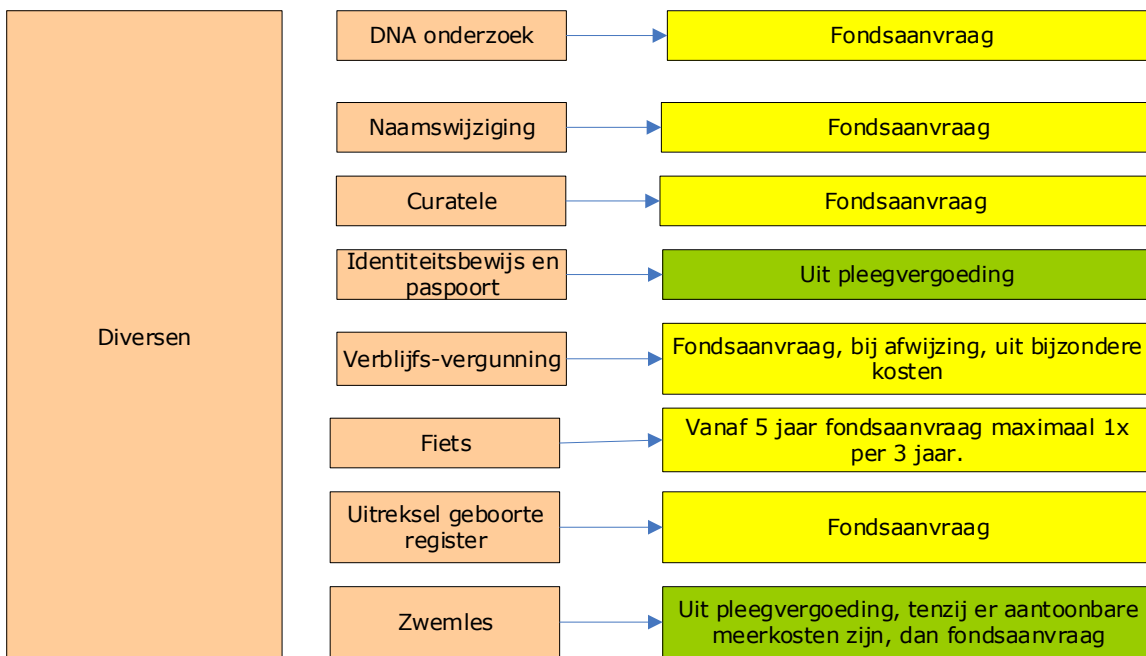 Diversen
DNA onderzoek
Fondsaanvraag
Naamswijziging
Fondsaanvraag
Curatele
Fondsaanvraag
Identiteitsbewijs en
paspoort
Uit pleegvergoeding
Verblijfs-vergunning
Fondsaanvraag, bij afwijzing, uit bijzondere
kosten
Fiets
Vanaf 5 jaar fondsaanvraag maximaal 1x
per 3 jaar.
Uitreksel geboorte
register
Fondsaanvraag
Zwemles
Uit pleegvergoeding, tenzij er aantoonbare
meerkosten zijn, dan fondsaanvraag